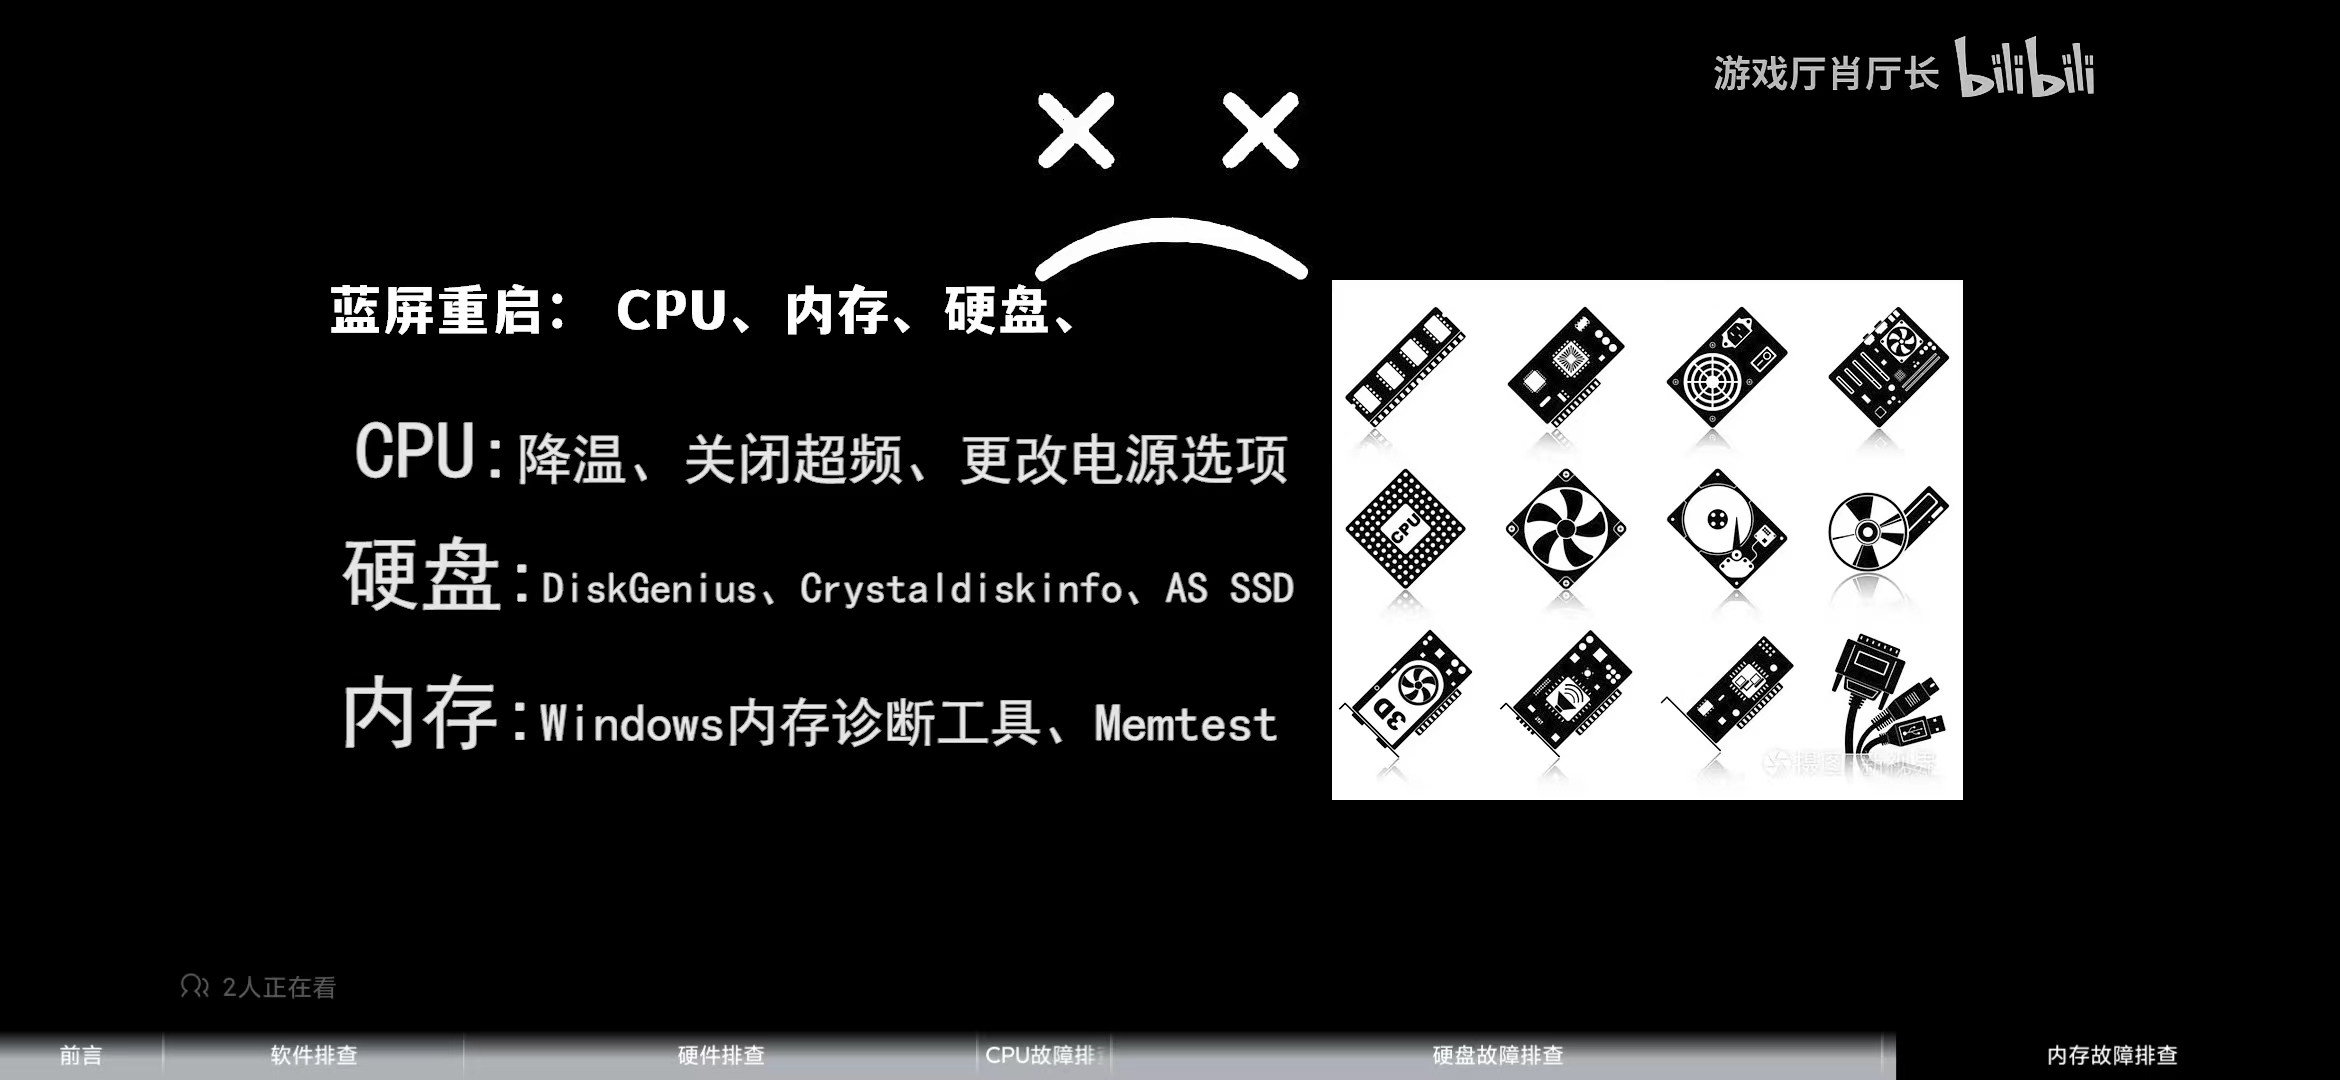 游戏厅肖厅长 bilibili
蓝屏重启： CPU、内存、硬盘、
CPU:降温、关闭超频、更改电源选项
硬盘:DiskGenius、Crystaldiskinfo、AS SSD
内存:Windows内存诊断工具、Memtest
CPU
3D
2人正在看
前言 软件排查 硬件排查 CPU故障排 硬盘故障排查 内存故障排查